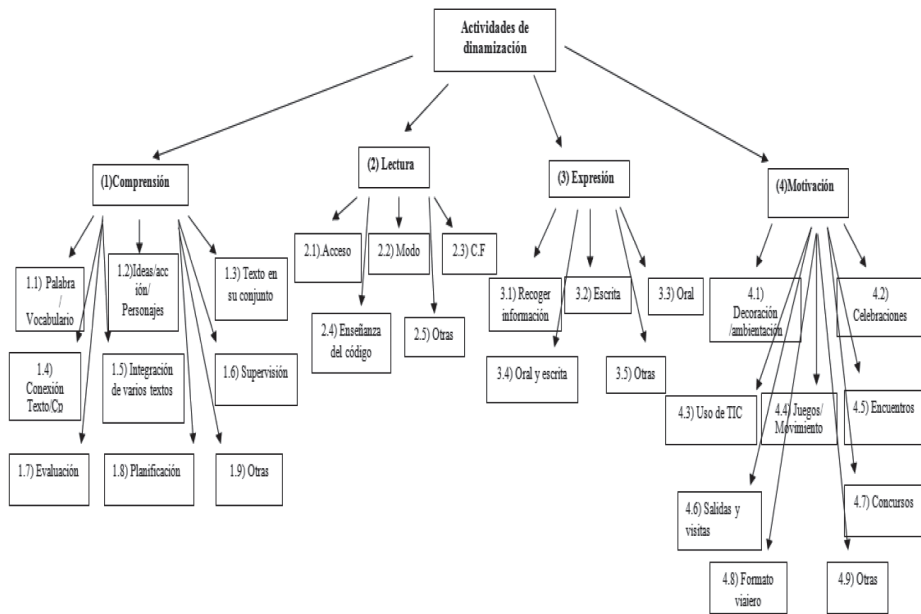 Actividades de
dinamización
(1)Comprensión
(2) Lectura
(3) Expresión
(4)Motivación
1.1) Palabra
/
Vocabulario
1.2)Ideas/acc
ión/
Personajes
1.3) Texto en
su conjunto
1.4)
Conexión
Texto/Cp
1.5) Integración
de varios textos
1.6) Supervisión
1.7) Evaluación
1.8) Planificación
1.9) Otras
2.1).Acceso
2.2) Modo
2.3) C.F
2.4) Enseñanza
del código
2.5) Otras
3.1) Recoger
información
3.2) Escrita
3.3) Oral
3.4) Oral y escrita
3.5) Otras
4.1)
Decoración
/ambientación
4.2)
Celebraciones
4.3) Uso de TIC
4.4) Juegos/
Movimiento
4.5) Encuentros
4.6) Salidas y
visitas
4.7) Concursos
4.8) Formato
viajero
4.9) Otras